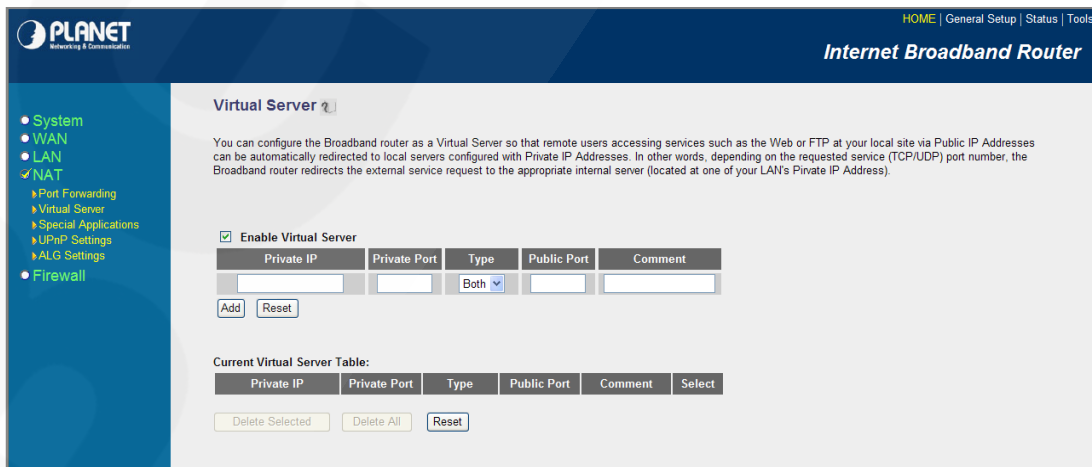 PLANET
Networking & Communication
HOME | General Setup | Status | Tools
Internet Broadband Router
System
WAN
LAN
NAT
Port Forwarding
Virtual Server
Special Applications
UPnP Settings
ALG Settings
Firewall
Virtual Server
You can configure the Broadband router as a Virtual Server so that remote users accessing services such as the Web or FTP at your local site via Public IP Addresses
can be automatically redirected to local servers configured with Private IP Addresses. In other words, depending on the requested service (TCP/UDP) port number, the
Broadband router redirects the external service request to the appropriate internal server (located at one of your LAN's Pivate IP Address).
Enable Virtual Server
Private IP Private Port Type Public Port Comment
Both
Add Reset
Current Virtual Server Table:
Private IP Private Port Type Public Port Comment Select
Delete Selected Delete All Reset